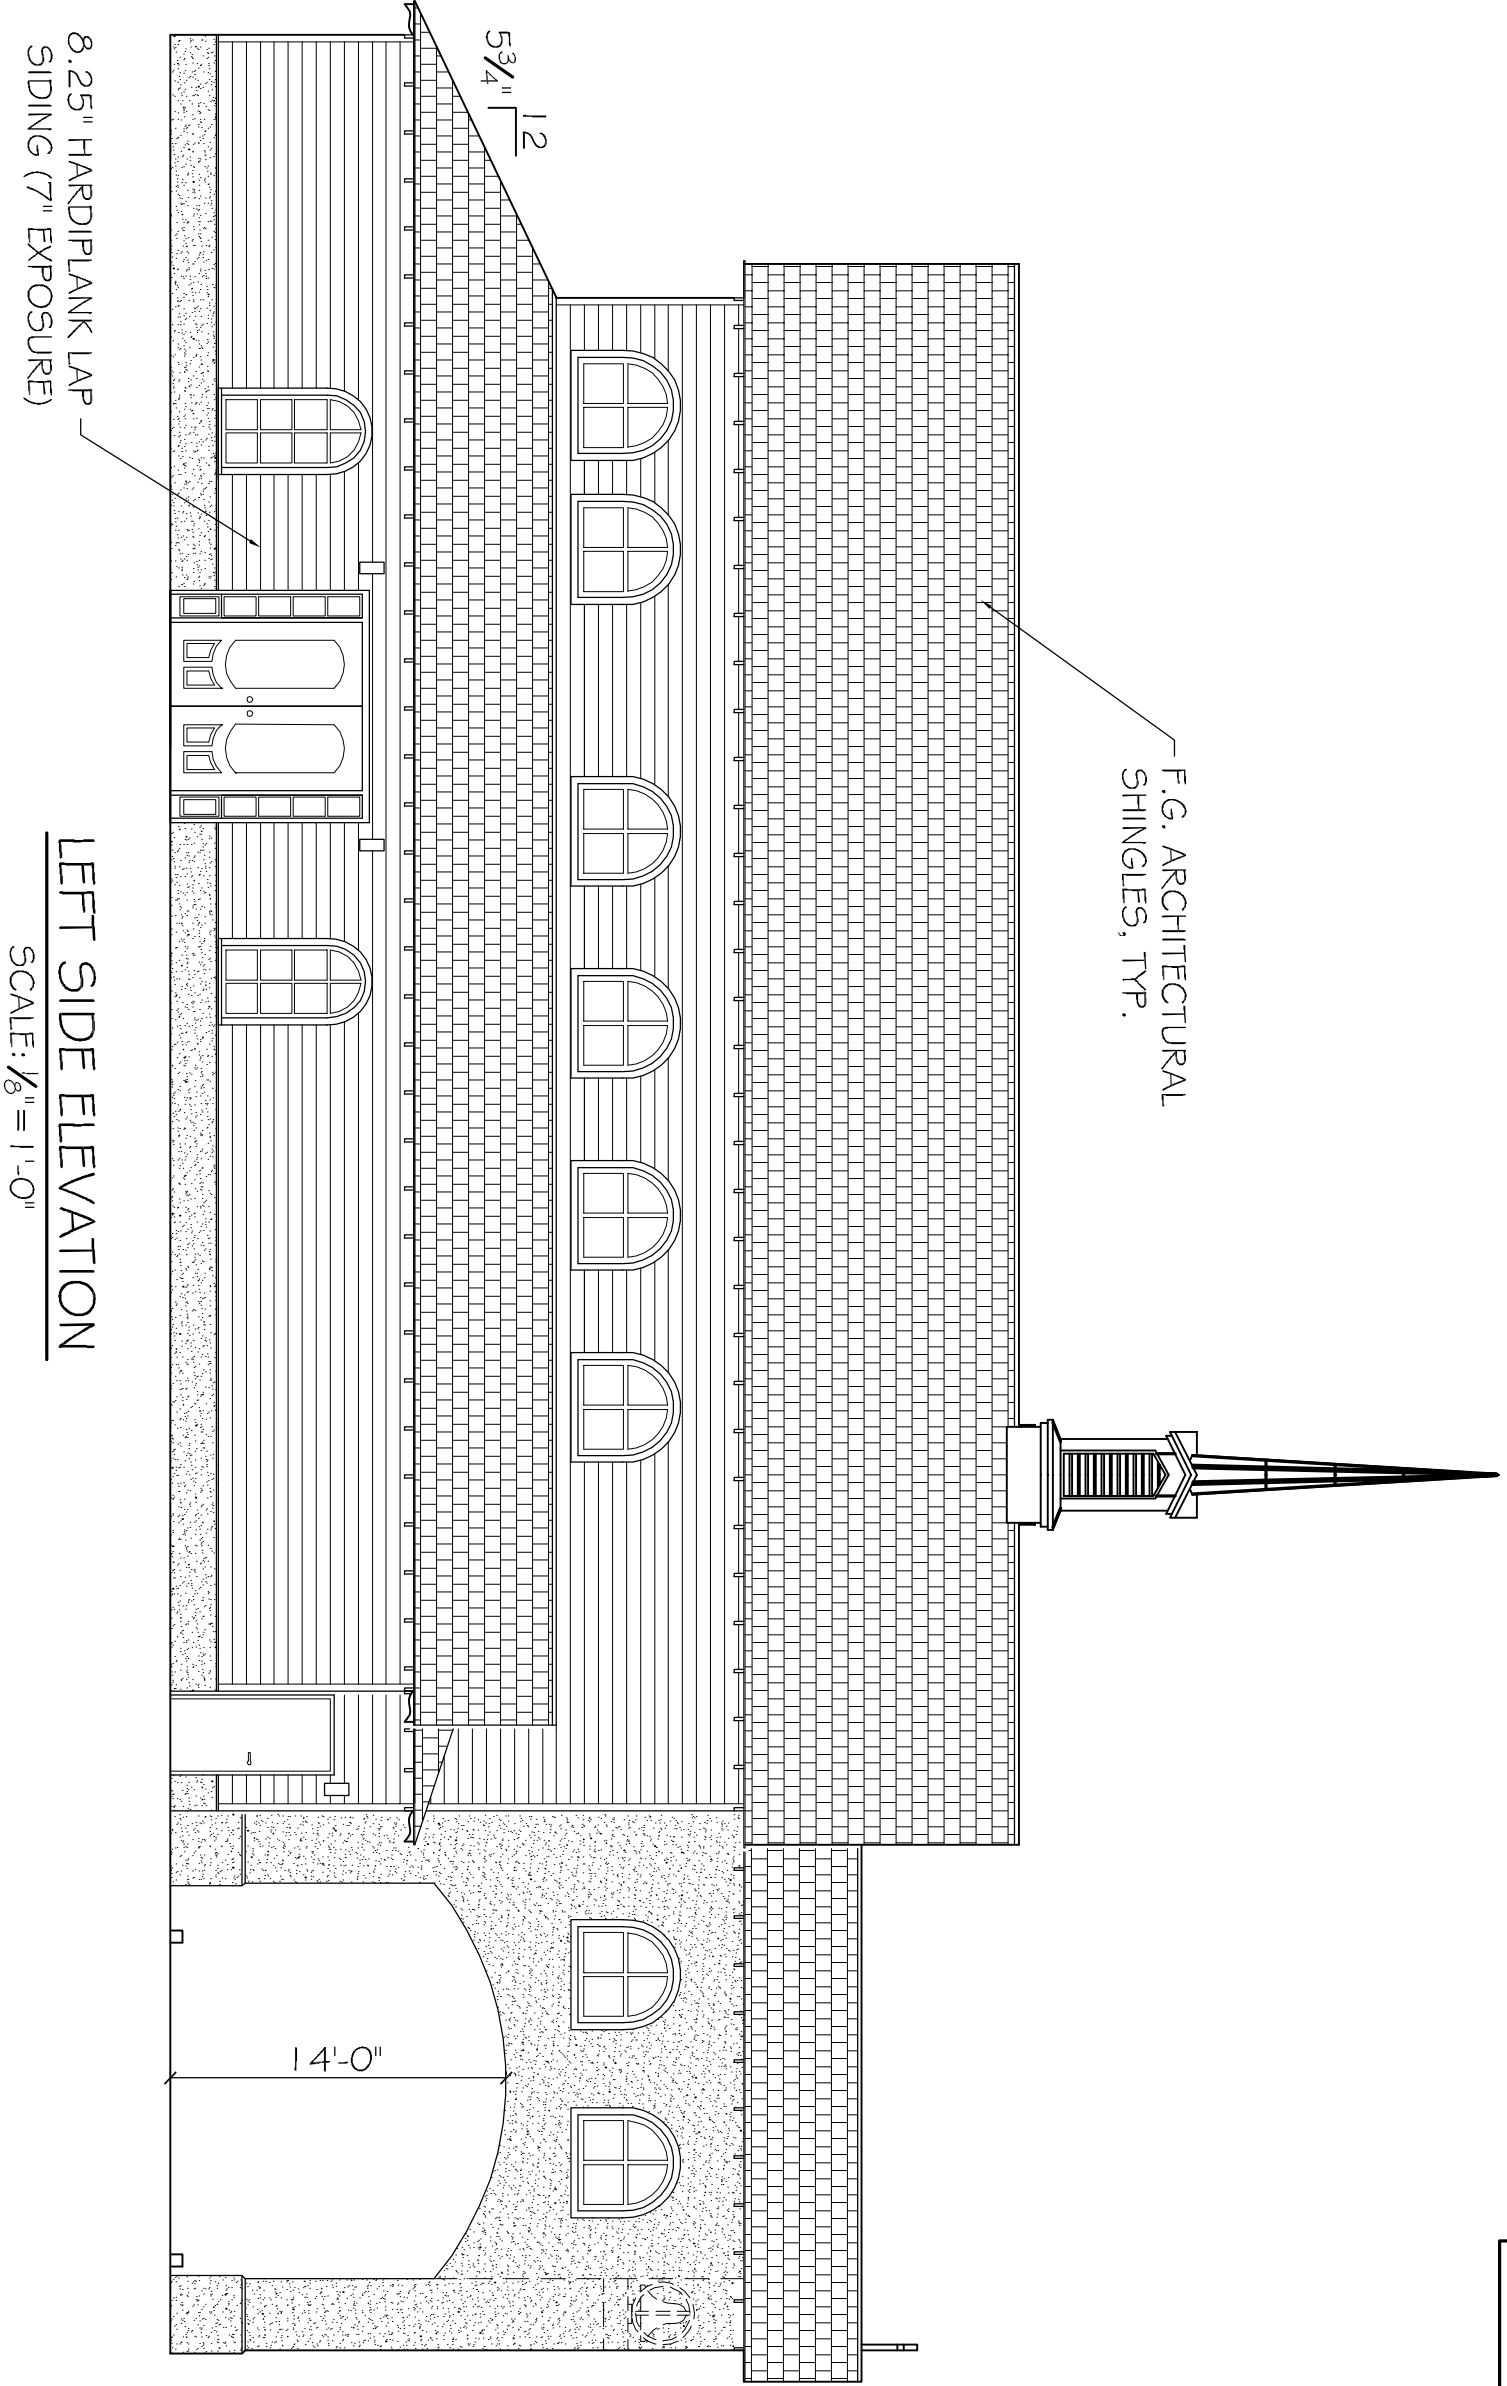 F.G. ARCHITECTURAL
SHINGLES, TYP.
12
5¾"
14'-0"
8.25" HARDIPLANK LAP
SIDING (7" EXPOSURE)
LEFT SIDE ELEVATION
SCALE: ⅛" = 1'-0"